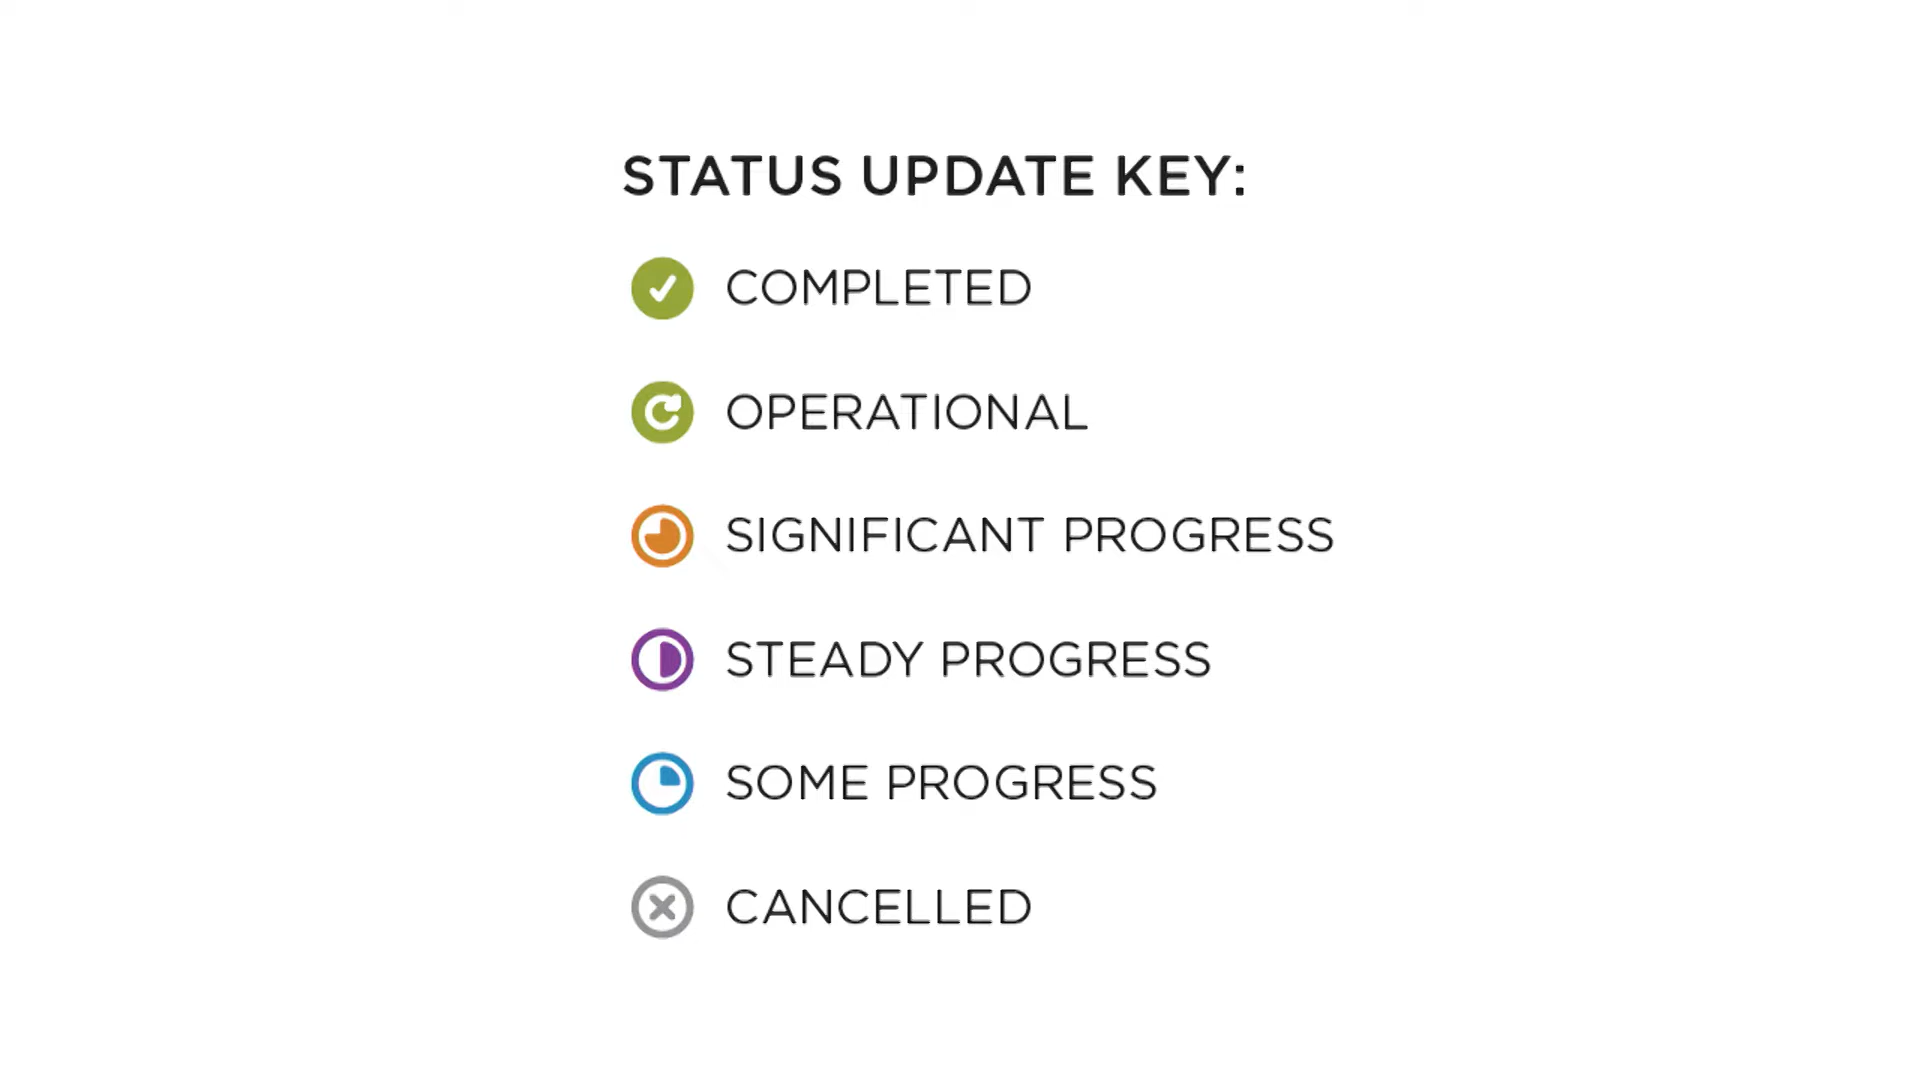 STATUS UPDATE KEY:
COMPLETED
OPERATIONAL
SIGNIFICANT PROGRESS
STEADY PROGRESS
SOME PROGRESS
CANCELLED